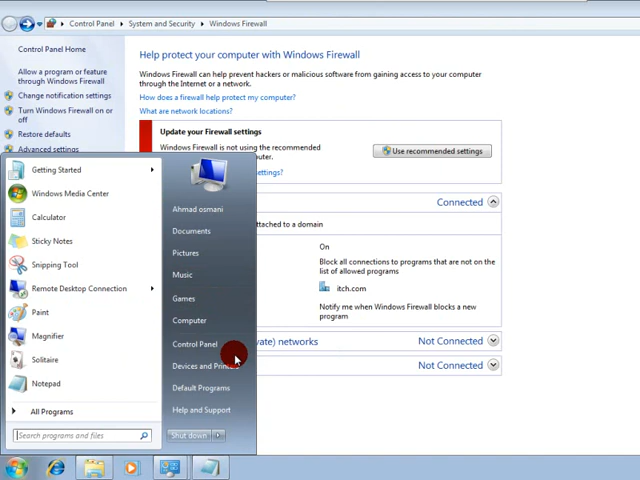 Control Panel
System and Security
Windows Firewall
Control Panel Home
Allow a program or feature
through Windows Firewall
Change notification settings
Turn Windows Firewall on or
off
Restore defaults
Advanced settings
Help protect your computer with Windows Firewall
Windows Firewall can help prevent hackers or malicious software from gaining access to your computer
through the Internet or a network.
How does a firewall help protect my computer?
What are network locations?
Update your Firewall settings
Windows Firewall is not using the recommended
settings?
Use recommended settings
Connected
attached to a domain
On
Block all connections to programs that are not on the
list of allowed programs
itch.com
Notify me when Windows Firewall blocks a new
program
networks
Not Connected
Not Connected
Getting Started
Windows Media Center
Calculator
Sticky Notes
Snipping Tool
Remote Desktop Connection
Paint
Magnifier
Solitaire
Notepad
All Programs
Search programs and files
Ahmad osmani
Documents
Pictures
Music
Games
Computer
Control Panel
Devices and
Default Programs
Help and Support
Shut down